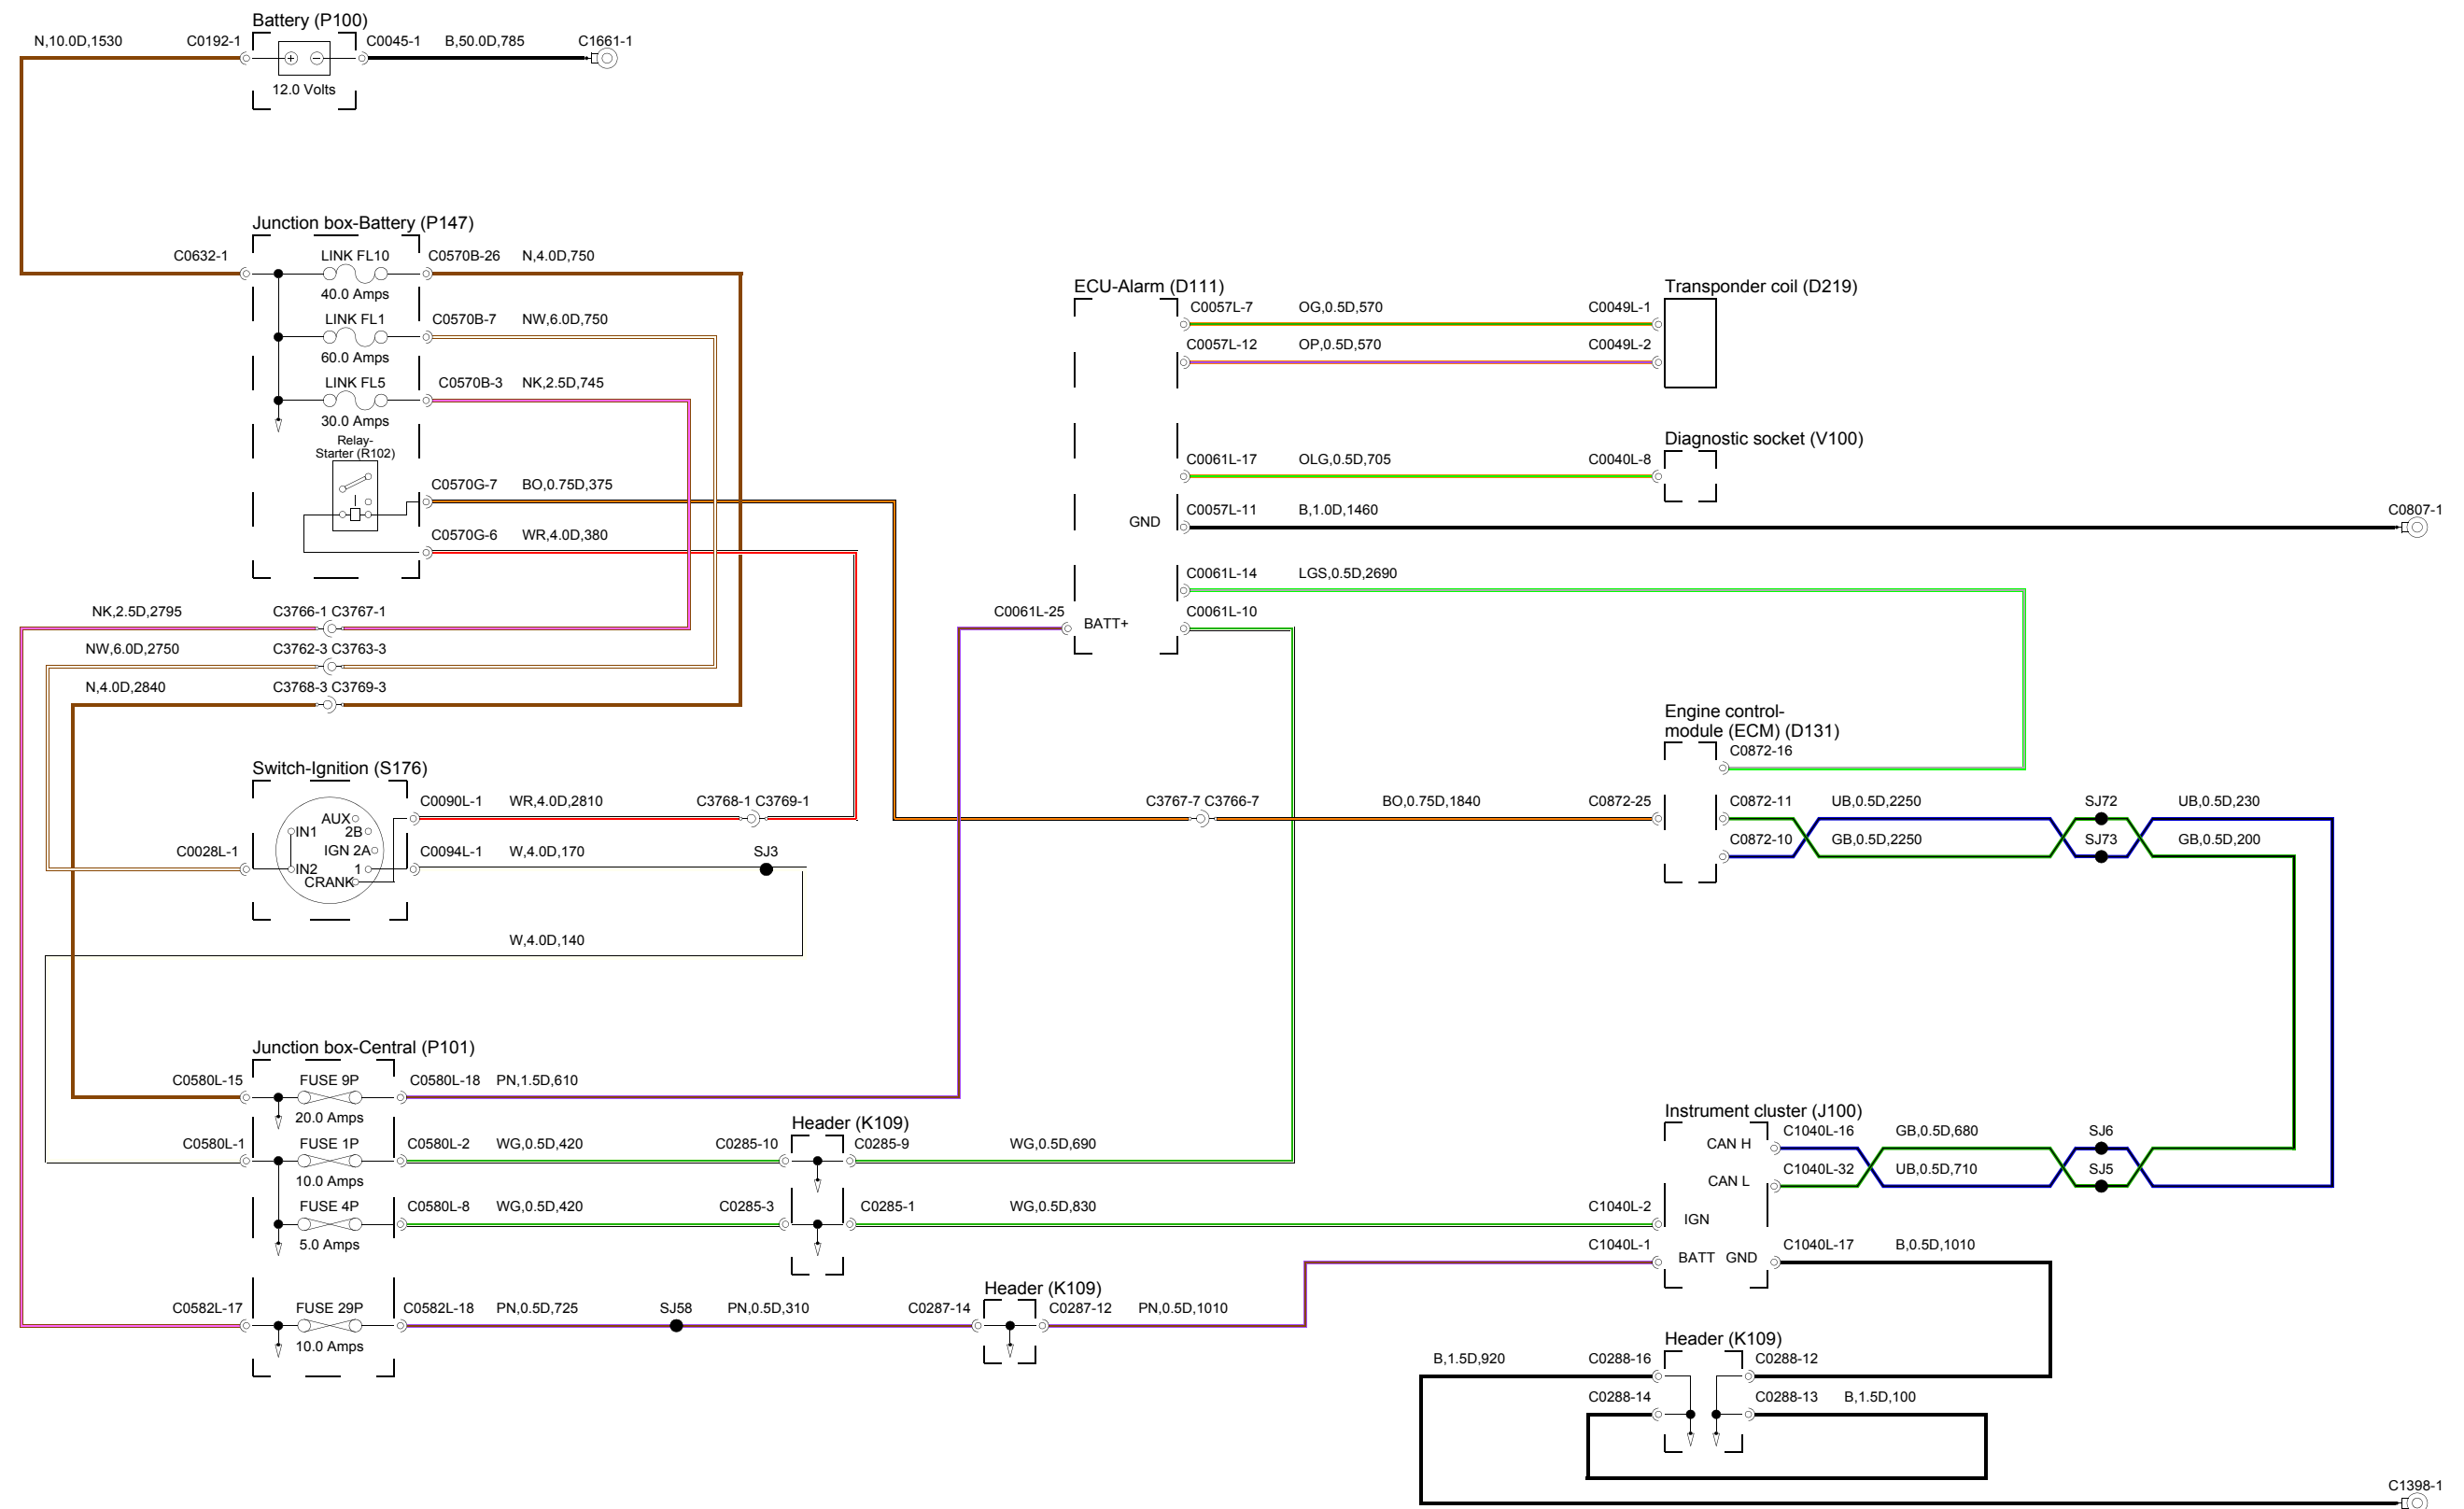 Battery (P100)
N,10.0D,1530 C0192-1 C0045-1 B,50.0D,785 C1661-1
12.0 Volts
Junction box-Battery (P147)
C0632-1 LINK FL10 C0570B-26 N,4.0D,750
40.0 Amps
LINK FL1 C0570B-7 NW,6.0D,750
60.0 Amps
LINK FL5 C0570B-3 NK,2.5D,745
30.0 Amps
Relay-
Starter (R102)
C0570G-7 BO,0.75D,375
C0570G-6 WR,4.0D,380
NK,2.5D,2795 C3766-1 C3767-1
NW,6.0D,2750 C3762-3 C3763-3
N,4.0D,2840 C3768-3 C3769-3
ECU-Alarm (D111)
C0057L-7 OG,0.5D,570 C0049L-1
C0057L-12 OP,0.5D,570 C0049L-2
Transponder coil (D219)
Diagnostic socket (V100)
C0061L-17 OLG,0.5D,705 C0040L-8
GND C0057L-11 B,1.0D,1460 C0807-1
C0061L-14 LGS,0.5D,2690
C0061L-25 BATT+ C0061L-10
Switch-Ignition (S176)
C0090L-1 WR,4.0D,2810 C3768-1 C3769-1
AUX
IN1 2B
IGN 2A
C0028L-1 IN2 1 C0094L-1 W,4.0D,170 SJ3
CRANK
W,4.0D,140
Engine control-
module (ECM) (D131)
C0872-16
C3767-7 C3766-7 BO,0.75D,1840 C0872-25 C0872-11 UB,0.5D,2250 SJ72 UB,0.5D,230
C0872-10 GB,0.5D,2250 SJ73 GB,0.5D,200
Junction box-Central (P101)
C0580L-15 FUSE 9P C0580L-18 PN,1.5D,610
20.0 Amps
Header (K109)
C0580L-1 FUSE 1P C0580L-2 WG,0.5D,420 C0285-10 C0285-9 WG,0.5D,690
10.0 Amps
FUSE 4P C0580L-8 WG,0.5D,420 C0285-3 C0285-1 WG,0.5D,830 C1040L-2
5.0 Amps
Instrument cluster (J100)
CAN H C1040L-16 GB,0.5D,680 SJ6
CAN L C1040L-32 UB,0.5D,710 SJ5
IGN
C1040L-1 BATT GND C1040L-17 B,0.5D,1010
Header (K109)
C0582L-17 FUSE 29P C0582L-18 PN,0.5D,725 SJ58 PN,0.5D,310 C0287-14 C0287-12 PN,0.5D,1010
10.0 Amps
Header (K109)
B,1.5D,920 C0288-16 C0288-12
C0288-14 C0288-13 B,1.5D,100
C1398-1